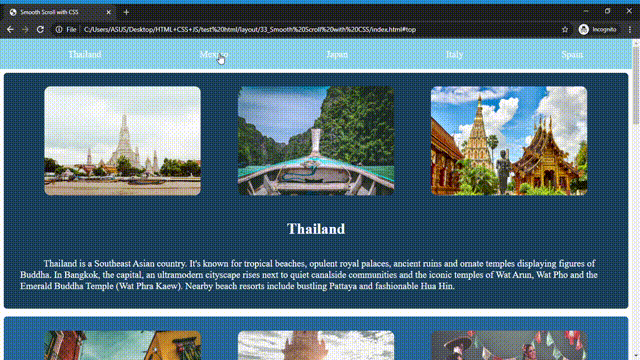 Smooth Scroll with CSS
File | C:/Users/ASUS/Desktop/HTML+CSS+JS/test%20html/layout/33_Smooth%20Scroll%20with%20CSS/index.html#top
Incognito
Thailand Mexico Japan Italy Spain
Thailand
Thailand is a Southeast Asian country. It's known for tropical beaches, opulent royal palaces, ancient ruins and ornate temples displaying figures of
Buddha. In Bangkok, the capital, an ultramodern cityscape rises next to quiet canalside communities and the iconic temples of Wat Arun, Wat Pho and the
Emerald Buddha Temple (Wat Phra Kaew). Nearby beach resorts include bustling Pattaya and fashionable Hua Hin.